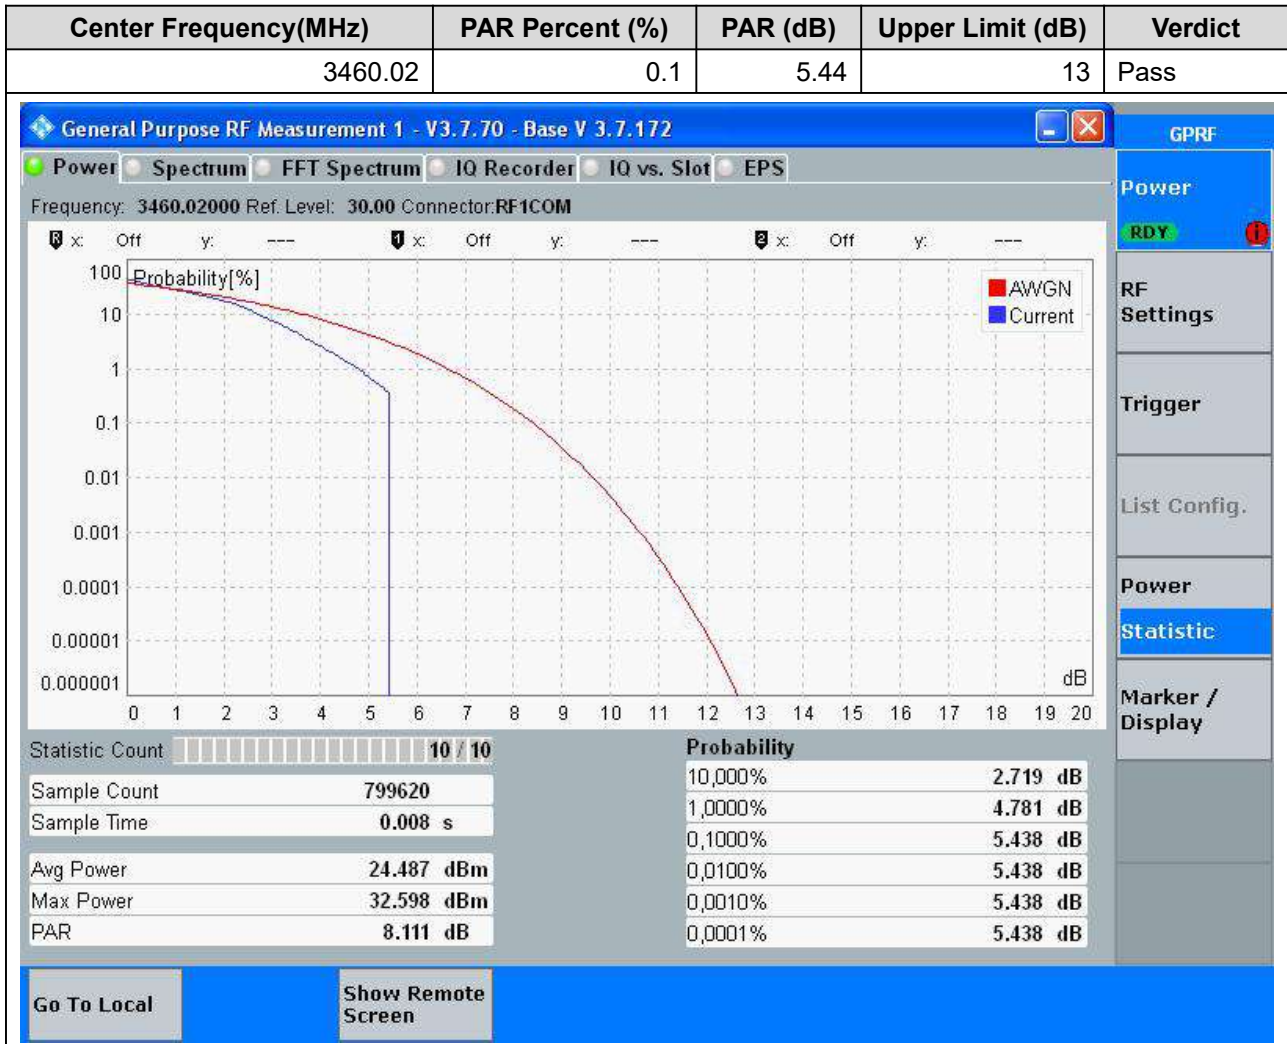 Center Frequency(MHz) PAR Percent (%) PAR (dB) Upper Limit (dB) Verdict
3460.02 0.1 5.44 13 Pass
General Purpose RF Measurement 1 - V3.7.70 - Base V 3.7.172
GPRF
Power Spectrum FFT Spectrum IQ Recorder IQ vs. Slot EPS
Power
RDY
Frequency: 3460.02000 Ref. Level: 30.00 Connector:RF1COM
R x: Off y: --- 1 x: Off y: --- 2 x: Off y: ---
Probability[%]
AWGN
Current
100
10
1
0.1
0.01
0.001
0.0001
0.00001
0.000001
dB
0 1 2 3 4 5 6 7 8 9 10 11 12 13 14 15 16 17 18 19 20
RF
Settings
Trigger
List Config.
Power
Statistic
Marker /
Display
Statistic Count 10 / 10
Sample Count 799620
Sample Time 0.008 s
Avg Power 24.487 dBm
Max Power 32.598 dBm
PAR 8.111 dB
Probability
10,000% 2.719 dB
1,0000% 4.781 dB
0,1000% 5.438 dB
0,0100% 5.438 dB
0,0010% 5.438 dB
0,0001% 5.438 dB
Go To Local
Show Remote
Screen